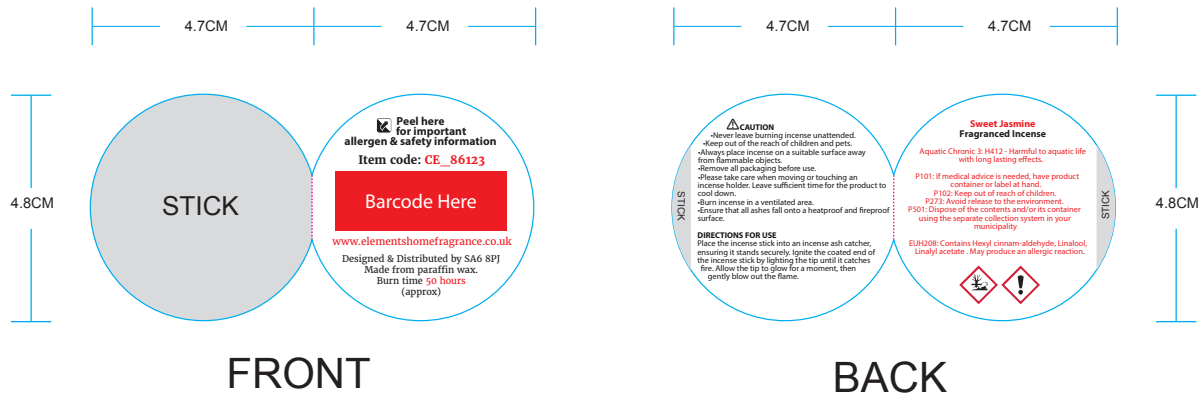 4.7CM
4.7CM
4.8CM
STICK
Peel here
for important
allergen & safety information
Item code: CE_86123
Barcode Here
www.elementshomefragrance.co.uk
Designed & Distributed by SA6 8PJ
Made from paraffin wax.
Burn time 50 hours
(approx)
FRONT
4.7CM
4.7CM
STICK
CAUTION
•Never leave burning incense unattended.
•Keep out of the reach of children and pets.
•Always place incense on a suitable surface away
from flammable objects.
•Remove all packaging before use.
•Please take care when moving or touching an
incense holder. Leave sufficient time for the product to
cool down.
•Burn incense in a ventilated area.
•Ensure that all ashes fall onto a heatproof and fireproof
surface.
DIRECTIONS FOR USE
Place the incense stick into an incense ash catcher,
ensuring it stands securely. Ignite the coated end of
the incense stick by lighting the tip until it catches
fire. Allow the tip to glow for a moment, then
gently blow out the flame.
Sweet Jasmine
Fragranced Incense
Aquatic Chronic 3: H412 - Harmful to aquatic life
with long lasting effects.
P101: If medical advice is needed, have product
container or label at hand.
P102: Keep out of reach of children.
P273: Avoid release to the environment.
P501: Dispose of the contents and/or its container
using the separate collection system in your
municipality
EUH208: Contains Hexyl cinnam-aldehyde, Linalool,
Linalyl acetate . May produce an allergic reaction.
STICK
4.8CM
BACK